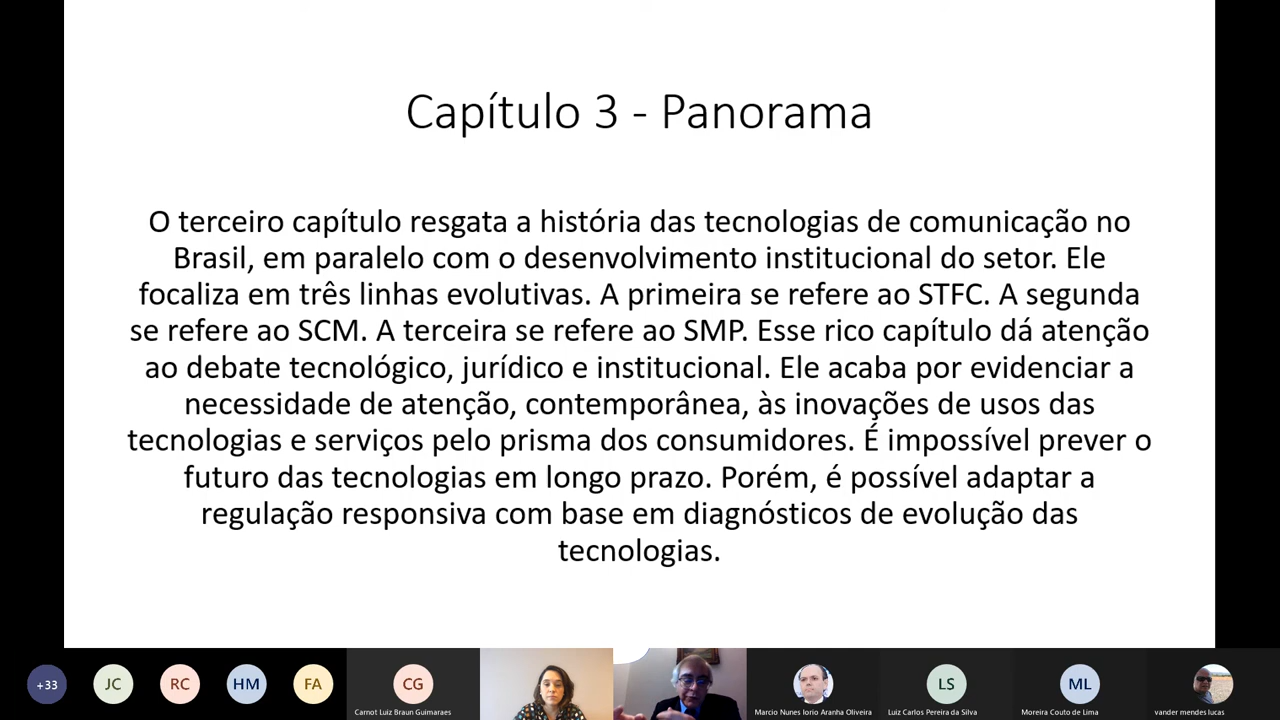 Capítulo 3 - Panorama
O terceiro capítulo resgata a história das tecnologias de comunicação no
Brasil, em paralelo com o desenvolvimento institucional do setor. Ele
focaliza em três linhas evolutivas. A primeira se refere ao STFC. A segunda
se refere ao SCM. A terceira se refere ao SMP. Esse rico capítulo dá atenção
ao debate tecnológico, jurídico e institucional. Ele acaba por evidenciar a
necessidade de atenção, contemporânea, às inovações de usos das
tecnologias e serviços pelo prisma dos consumidores. É impossível prever o
futuro das tecnologias em longo prazo. Porém, é possível adaptar a
regulação responsiva com base em diagnósticos de evolução das
tecnologias.
+33 JC RC HM FA CG LS ML
Carnot Luiz Braun Guimaraes Marcio Nunes Iorio Aranha Oliveira Luiz Carlos Pereira da Silva Moreira Couto de Lima vander mendes lucas